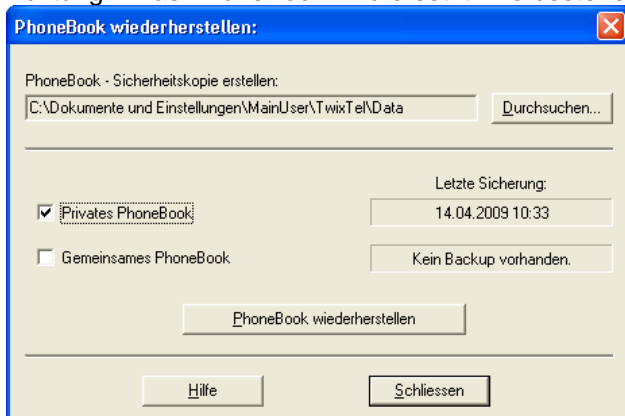 PhoneBook wiederherstellen:
PhoneBook - Sicherheitskopie erstellen:
C:\Dokumente und Einstellungen\MainUser\TwixTel\Data
Durchsuchen...
Letzte Sicherung:
Privates PhoneBook
14.04.2009 10:33
Gemeinsames PhoneBook
Kein Backup vorhanden.
PhoneBook wiederherstellen
Hilfe
Schliessen